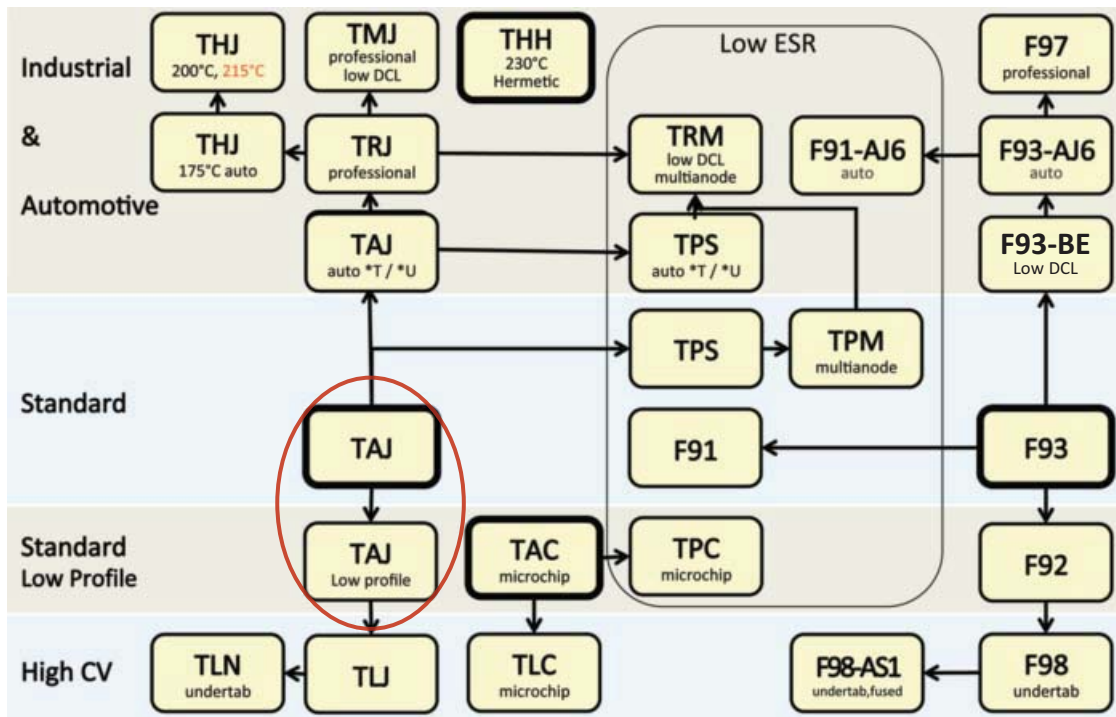 Industrial
&
Automotive
Standard
Standard
Low Profile
High CV
Low ESR
THJ
200°C, 215°C
TMJ
professional
low DCL
THH
230°C
Hermetic
F97
professional
THJ
175°C auto
TRJ
professional
TRM
low DCL
multianode
F91-AJ6
auto
F93-AJ6
auto
TAJ
auto *T / *U
TPS
auto *T / *U
F93-BE
Low DCL
TPS
TPM
multianode
TAJ
F91
F93
TAJ
Low profile
TAC
microchip
TPC
microchip
F92
TLN
undertab
TLJ
TLC
microchip
F98-AS1
undertab,fused
F98
undertab